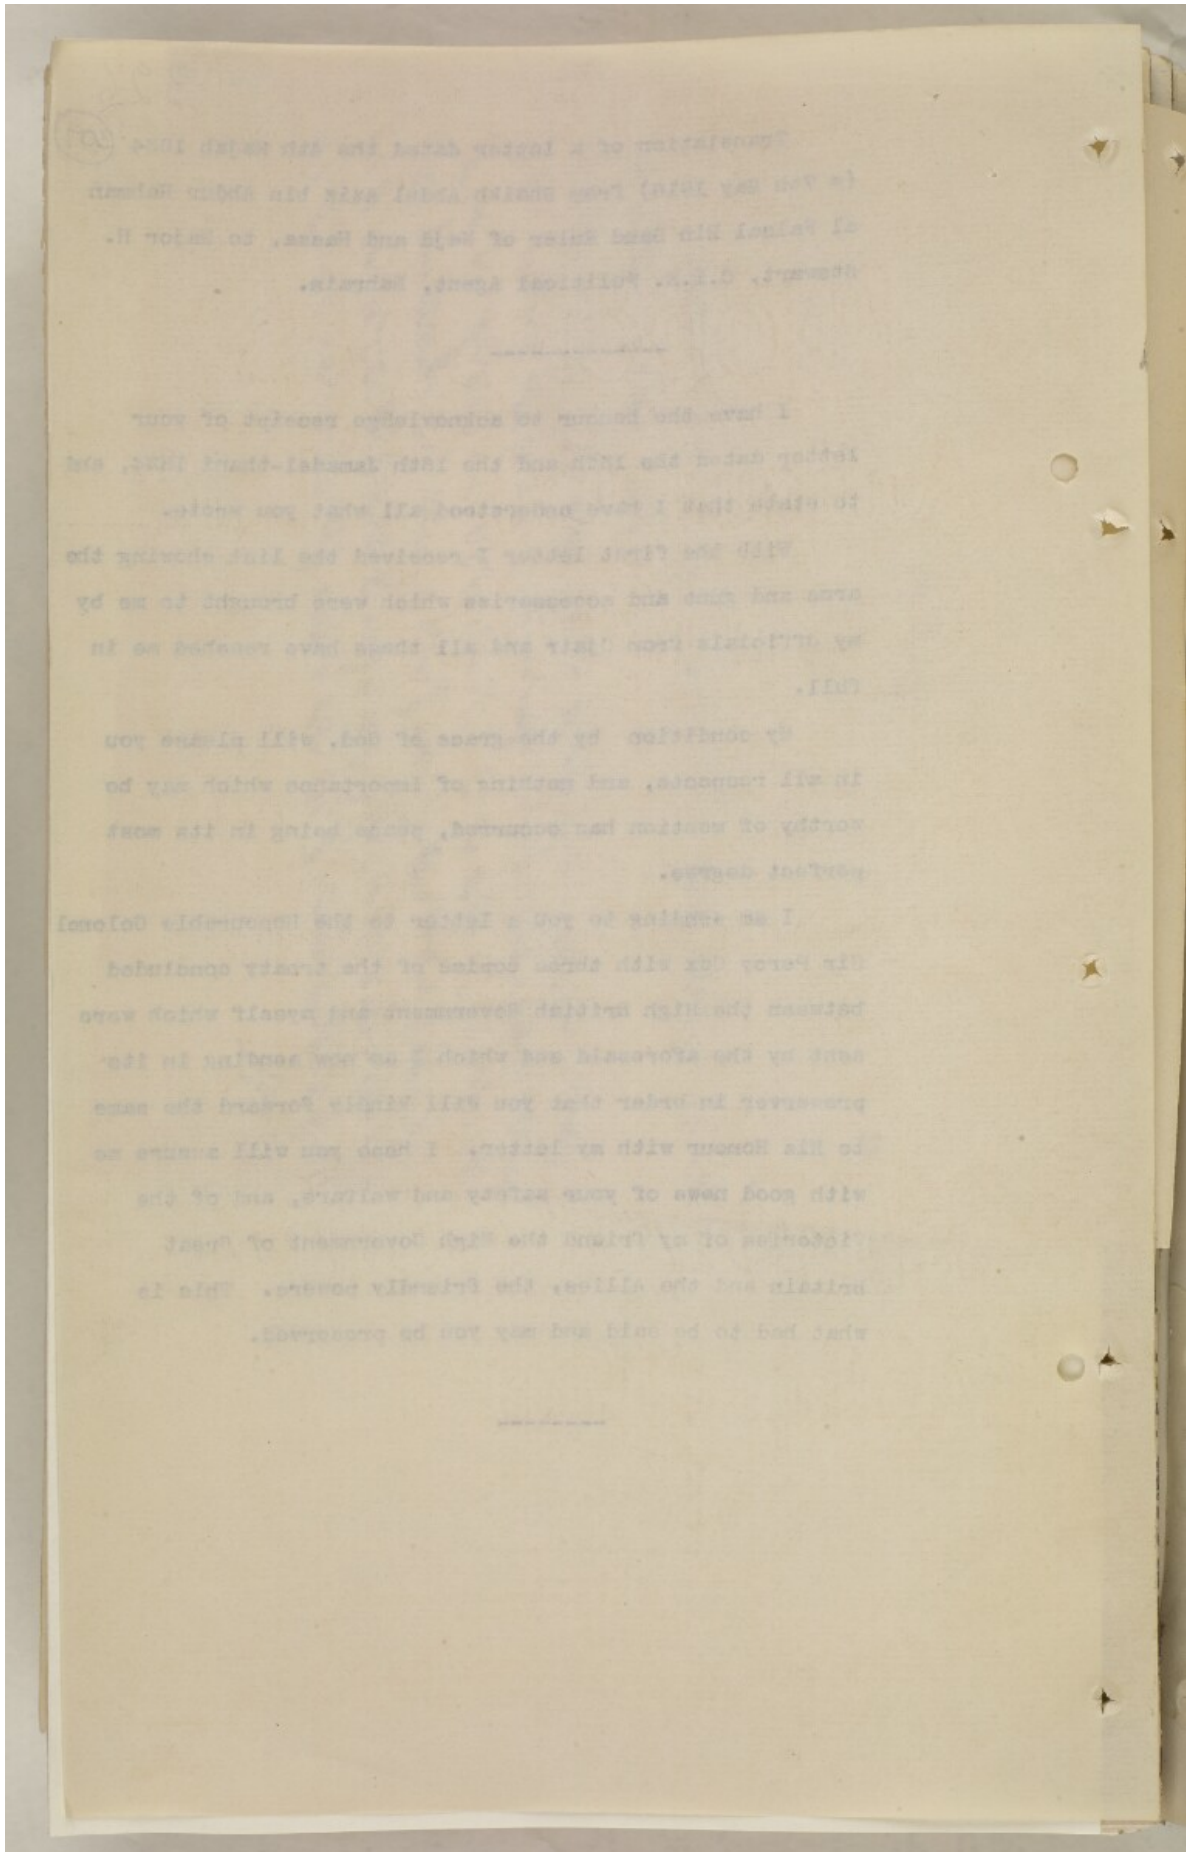 Translation of a letter dated the 4th Rajab 1334
(= 7th May 1916) from Shaikh Abdul Aziz bin Abdur Rahman
al Faisal Bin Saud Ruler of Nejd and Hassa, to Major H.
Stewart, Political Agent, Bahrain.
I have the honour to acknowledge receipt of your
letter dated the and the 16th Jamadal-thani 1334, and
to state that I have understood all what you wrote.
With the first letter I received the list showing the
arms and guns and accessories which were brought to me by
my officials from 'Ojair and all these have reached me in
full.
My condition by the grace of God, will please you
in all respects, and nothing of importance which may be
worthy of mention has occurred, peace being in its most
perfect degree.
I am sending to you a letter to the Honourable Colonel
Sir Percy Cox with three copies of the treaty concluded
between the High British Government and myself which were
sent by the aforesaid and which I am now sending in its
preserver in order that you will kindly forward the same
to His Honour with my letter. I hope you will assure me
with good news of your safety and welfare, and of the
victories of my friend the High Government of Great
Britain and the Allies, the friendly powers. This is
what had to be said and may you be preserved.